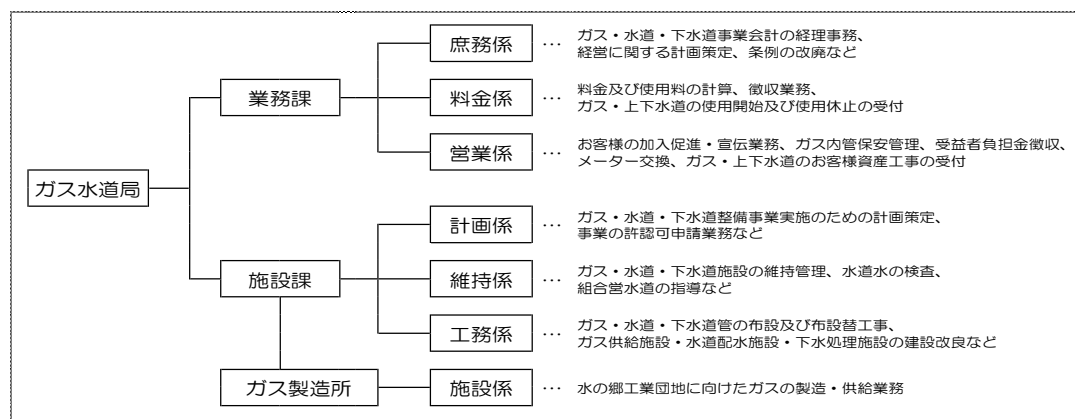 ガス水道局
業務課
庶務係
… ガス・水道・下水道事業会計の経理事務、
経営に関する計画策定、条例の改廃など
料金係
… 料金及び使用料の計算、徴収業務、
ガス・上下水道の使用開始及び使用休止の受付
営業係
… お客様の加入促進・宣伝業務、ガス内管保安管理、受益者負担金徴収、
メーター交換、ガス・上下水道のお客様資産工事の受付
施設課
計画係
… ガス・水道・下水道整備事業実施のための計画策定、
事業の許認可申請業務など
維持係
… ガス・水道・下水道施設の維持管理、水道水の検査、
組合営水道の指導など
工務係
… ガス・水道・下水道管の布設及び布設替工事、
ガス供給施設・水道配水施設・下水処理施設の建設改良など
ガス製造所
施設係
… 水の郷工業団地に向けたガスの製造・供給業務